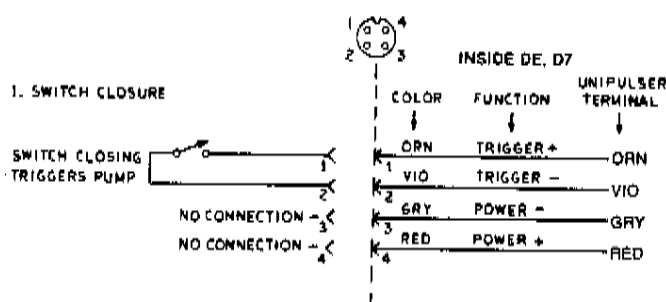 1 4
2 3
INSIDE DE, D7
1. SWITCH CLOSURE
COLOR FUNCTION UNIPULSER TERMINAL
SWITCH CLOSING TRIGGERS PUMP
1 1 ORN TRIGGER + ORN
2 2 VIO TRIGGER - VIO
NO CONNECTION - 3 3 GRY POWER - GRY
NO CONNECTION - 4 4 RED POWER + RED